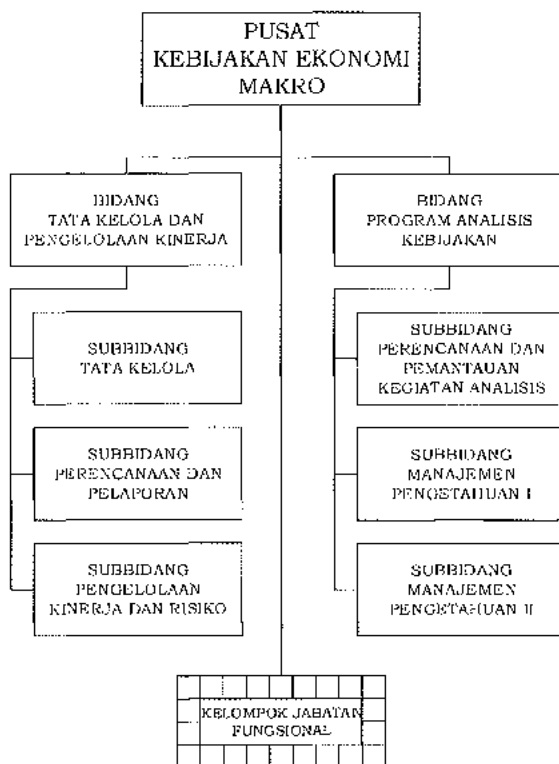 PUSAT
KEBIJAKAN EKONOMI
MAKRO
BIDANG
TATA KELOLA DAN
PENGELOLAAN KINERJA
BIDANG
PROGRAM ANALISIS
KEBIJAKAN
SUBBIDANG
TATA KELOLA
SUBBIDANG
PERENCANAAN DAN
PEMANTAUAN
KEGIATAN ANALISIS
SUBBIDANG
PERENCANAAN DAN
PELAPORAN
SUBBIDANG
MANAJEMEN
PENGETAHUAN I
SUBBIDANG
PENGELOLAAN
KINERJA DAN RISIKO
SUBBIDANG
MANAJEMEN
PENGETAHUAN II
KELOMPOK JABATAN
FUNGSIONAL